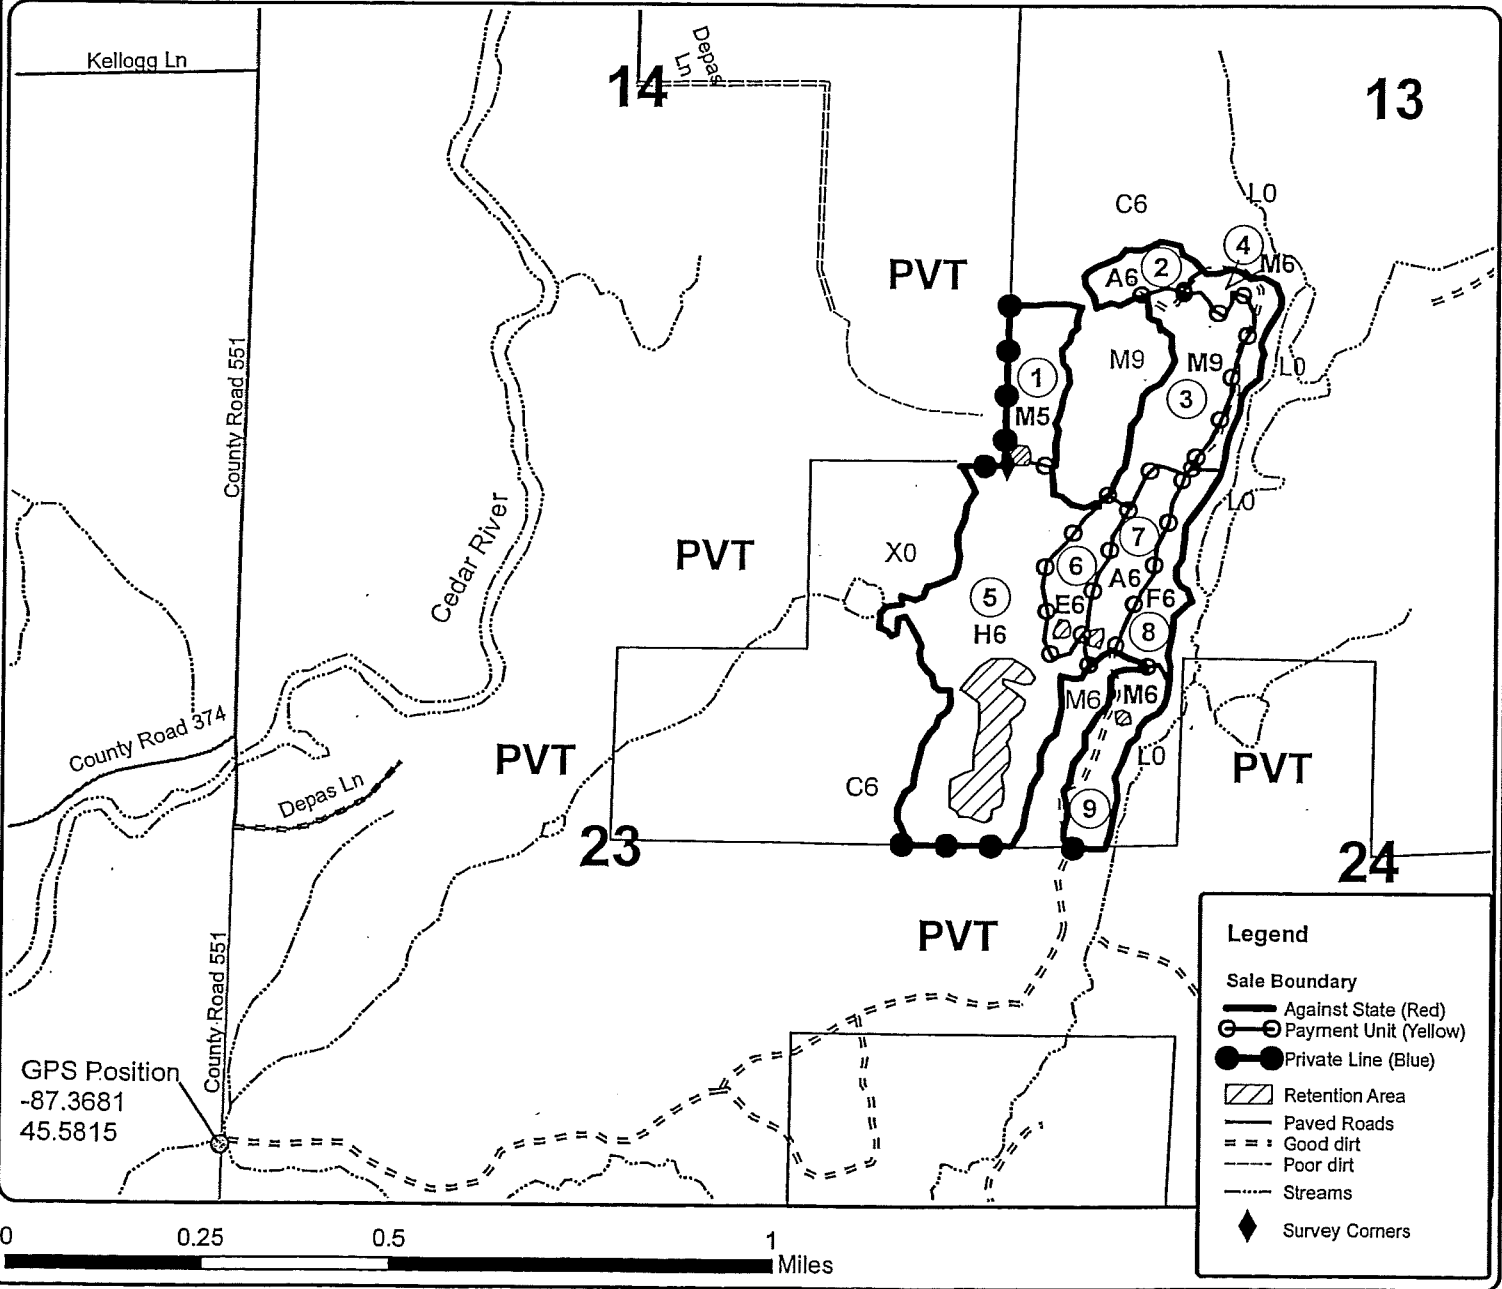 Kellogg Ln
14
Depas
Ln
13
C6
L0
4
M6
PVT
A6
2
M9
M9
L0
1
3
M5
County Road 551
L0
Cedar River
PVT
X0
7
6
A6
5
E6
F6
H6
8
M6
M6
County Road 374
PVT
L0
PVT
Depas Ln
C6
9
23
24
PVT
County Road 551
GPS Position
-87.3681
45.5815
Legend
Sale Boundary
Against State (Red)
Payment Unit (Yellow)
Private Line (Blue)
Retention Area
Paved Roads
Good dirt
Poor dirt
Streams
Survey Corners
0 0.25 0.5 1
Miles